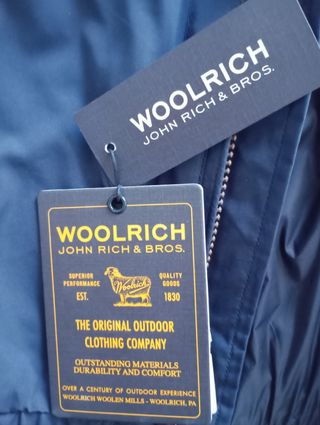 WOOLRICH
JOHN RICH & BROS.
WOOLRICH
JOHN RICH & BROS.
SUPERIOR PERFORMANCE
Woolrich
QUALITY GOODS
EST. 1830
THE ORIGINAL OUTDOOR
CLOTHING COMPANY
OUTSTANDING MATERIALS
DURABILITY AND COMFORT
OVER A CENTURY OF OUTDOOR EXPERIENCE
WOOLRICH WOOLEN MILLS - WOOLRICH, PA